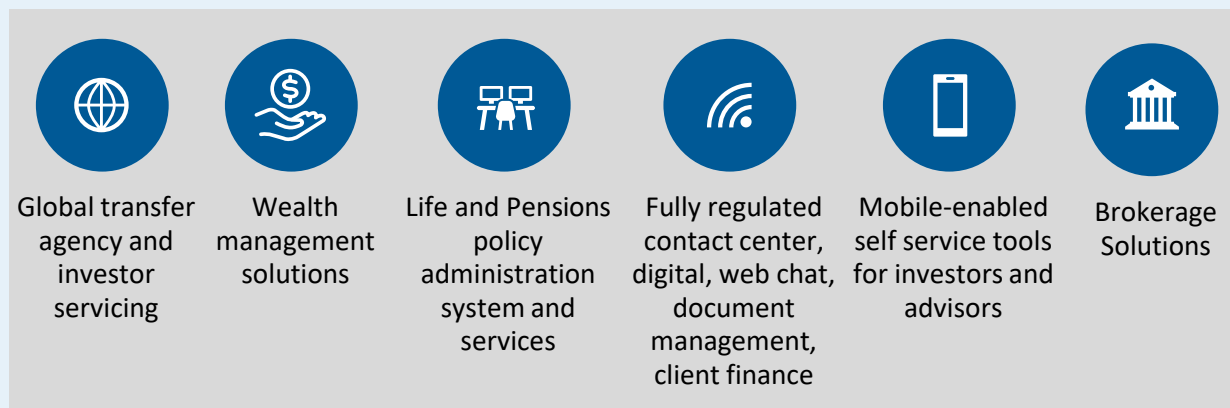 Global transfer
agency and
investor
servicing
Wealth
management
solutions
Life and Pensions
policy
administration
system and
services
Fully regulated
contact center,
digital, web chat,
document
management,
client finance
Mobile-enabled
self service tools
for investors and
advisors
Brokerage
Solutions